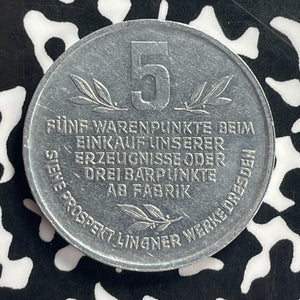 5
FÜNF WARENPUNKTE BEIM
EINKAUF UNSERER
ERZEUGNISSE ODER
DREI BARPUNKTE
AB FABRIK
SIEHE PROSPEKT LINGNER WERKE DRESDEN